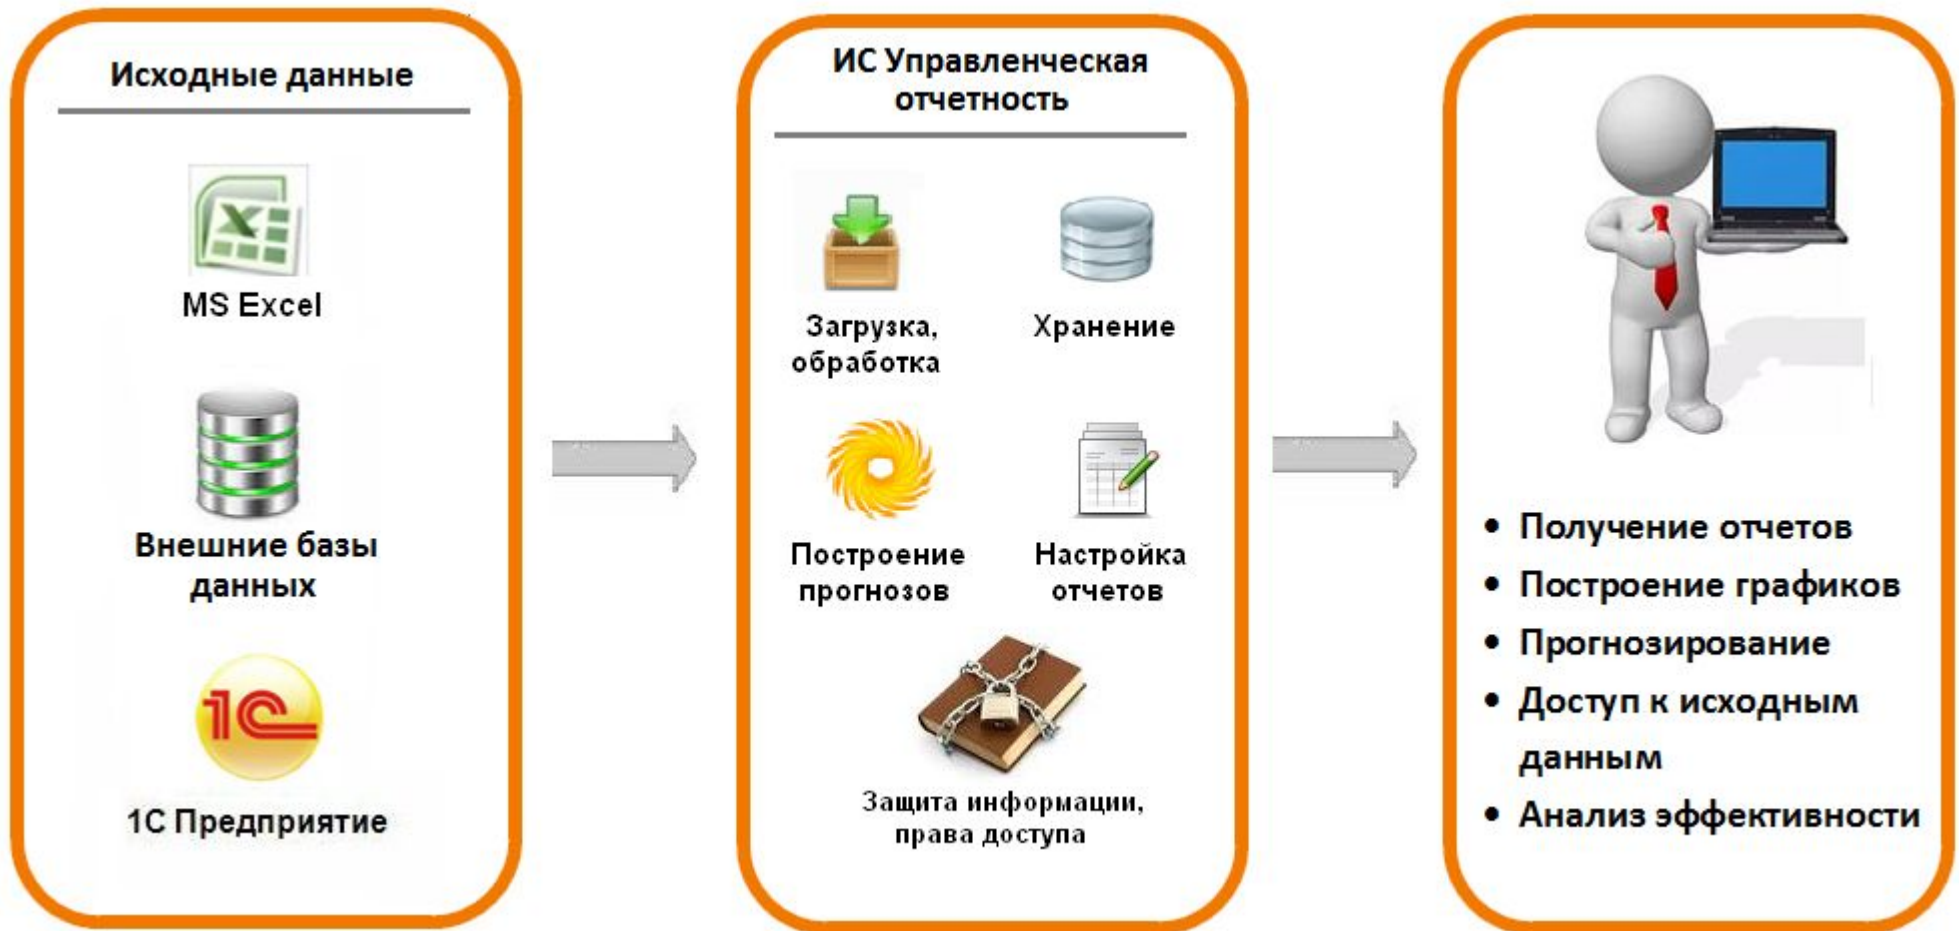 Исходные данные
MS Excel
Внешние базы
данных
1С
1С Предприятие
ИС Управленческая
отчетность
Загрузка,
обработка
Хранение
Построение
прогнозов
Настройка
отчетов
Защита информации,
права доступа
• Получение отчетов
• Построение графиков
• Прогнозирование
• Доступ к исходным
данным
• Анализ эффективности